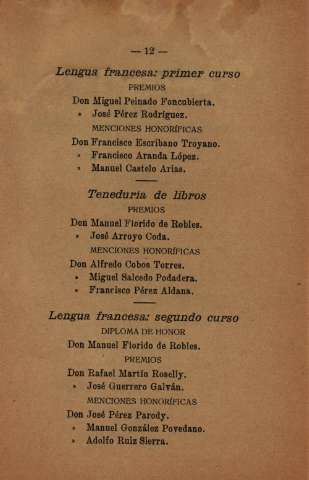 — 12 —
Lengua francesa: primer curso
PREMIOS
Don Miguel Peinado Foncubierta.
» José Pérez Rodríguez.
MENCIONES HONORÍFICAS
Don Francisco Escribano Troyano.
» Francisco Aranda López.
» Manuel Castelo Arias.
Teneduría de libros
PREMIOS
Don Manuel Florido de Robles.
» José Arroyo Coda.
MENCIONES HONORÍFICAS
Don Alfredo Cobos Torres.
» Miguel Salcedo Podadera.
» Francisco Pérez Aldana.
Lengua francesa: segundo curso
DIPLOMA DE HONOR
Don Manuel Florido de Robles.
PREMIOS
Don Rafael Martín Roselly.
» José Guerrero Galván.
MENCIONES HONORÍFICAS
Don José Pérez Parody.
» Manuel González Povedano.
» Adolfo Ruiz Sierra.